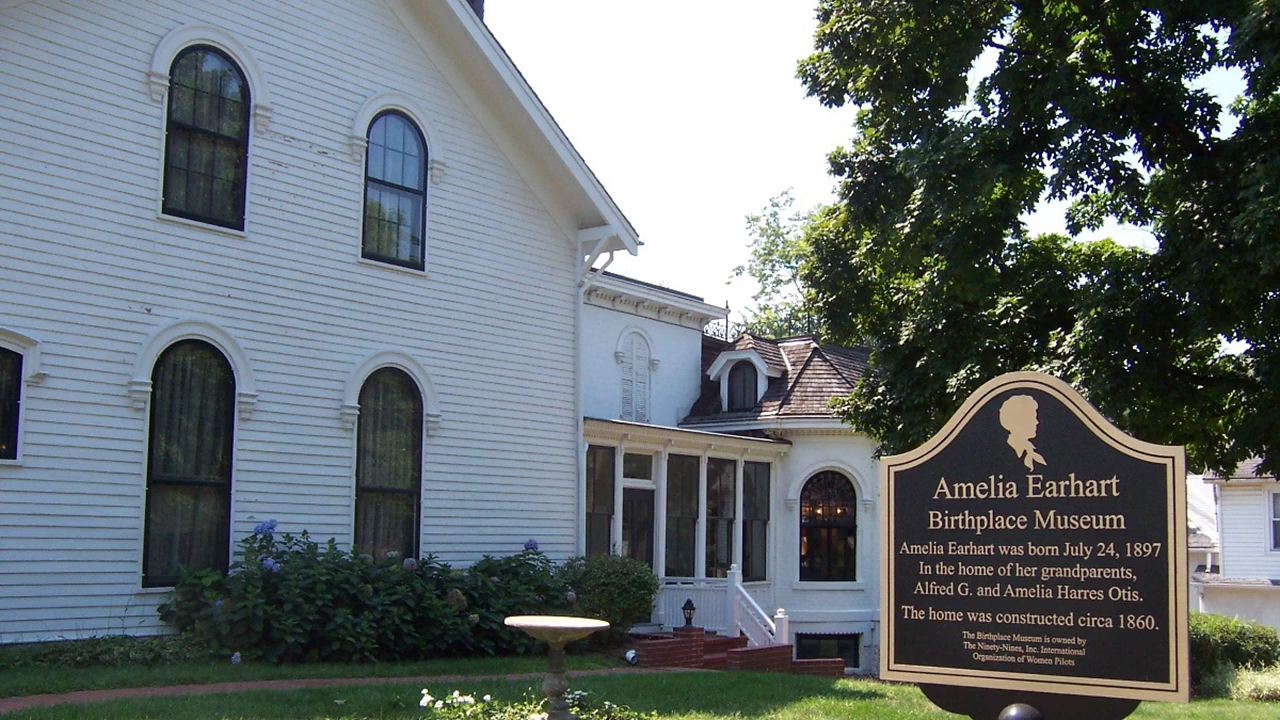 Amelia Earhart
Birthplace Museum
Amelia Earhart was born July 24, 1897
In the home of her grandparents,
Alfred G. and Amelia Harres Otis.
The home was constructed circa 1860.
The Birthplace Museum is owned by
The Ninety-Nines, Inc. International
Organization of Women Pilots